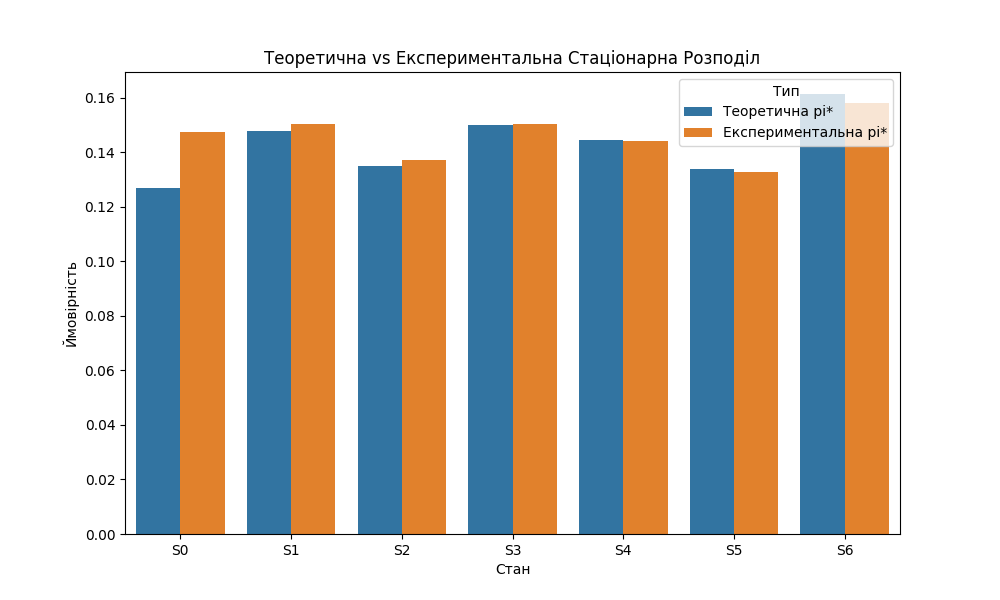 Теоретична vs Експериментальна Стаціонарна Розподіл
Тип
Теоретична pi*
Експериментальна pi*
Ймовірність
0.16
0.14
0.12
0.10
0.08
0.06
0.04
0.02
0.00
S0 S1 S2 S3 S4 S5 S6
Стан